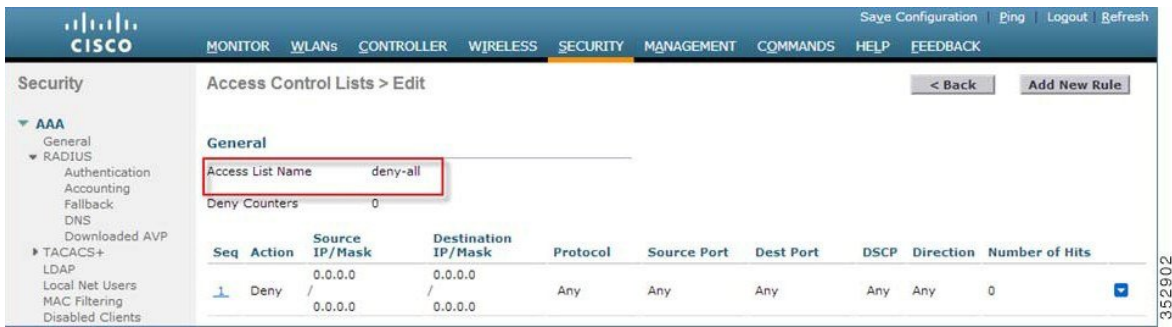 Save Configuration | Ping | Logout | Refresh
CISCO
MONITOR WLANs CONTROLLER WIRELESS SECURITY MANAGEMENT COMMANDS HELP FEEDBACK
Security
Access Control Lists > Edit
< Back
Add New Rule
AAA
General
RADIUS
Authentication
Accounting
Fallback
DNS
Downloaded AVP
TACACS+
LDAP
Local Net Users
MAC Filtering
Disabled Clients
General
Access List Name deny-all
Deny Counters 0
Seq Action Source IP/Mask Destination IP/Mask Protocol Source Port Dest Port DSCP Direction Number of Hits
1 Deny 0.0.0.0 / 0.0.0.0 0.0.0.0 / 0.0.0.0 Any Any Any Any Any 0
352902